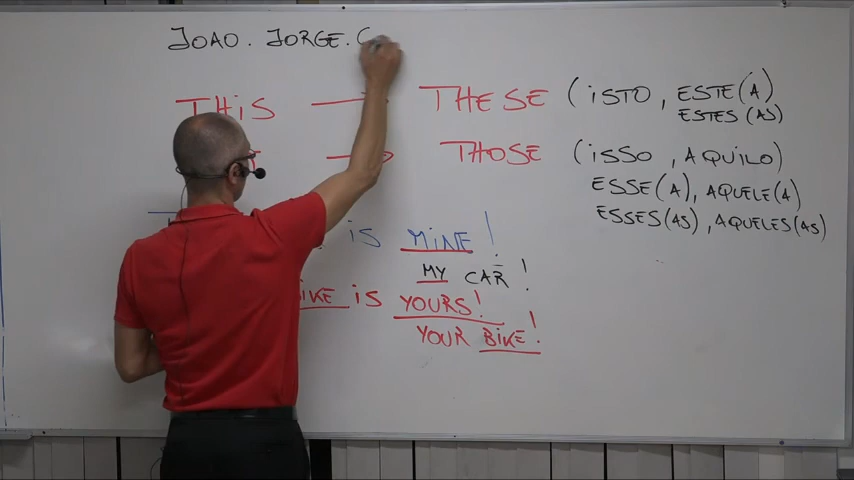 JOAO. JORGE. C
THIS → THESE (ISTO, ESTE(A)
ESTES (AS)
→ THOSE (ISSO, AQUILO)
ESSE(A), AQUELE(A)
ESSES(AS), AQUELES(AS)
IS MINE!
MY CAR!
BIKE IS YOURS!
YOUR BIKE!